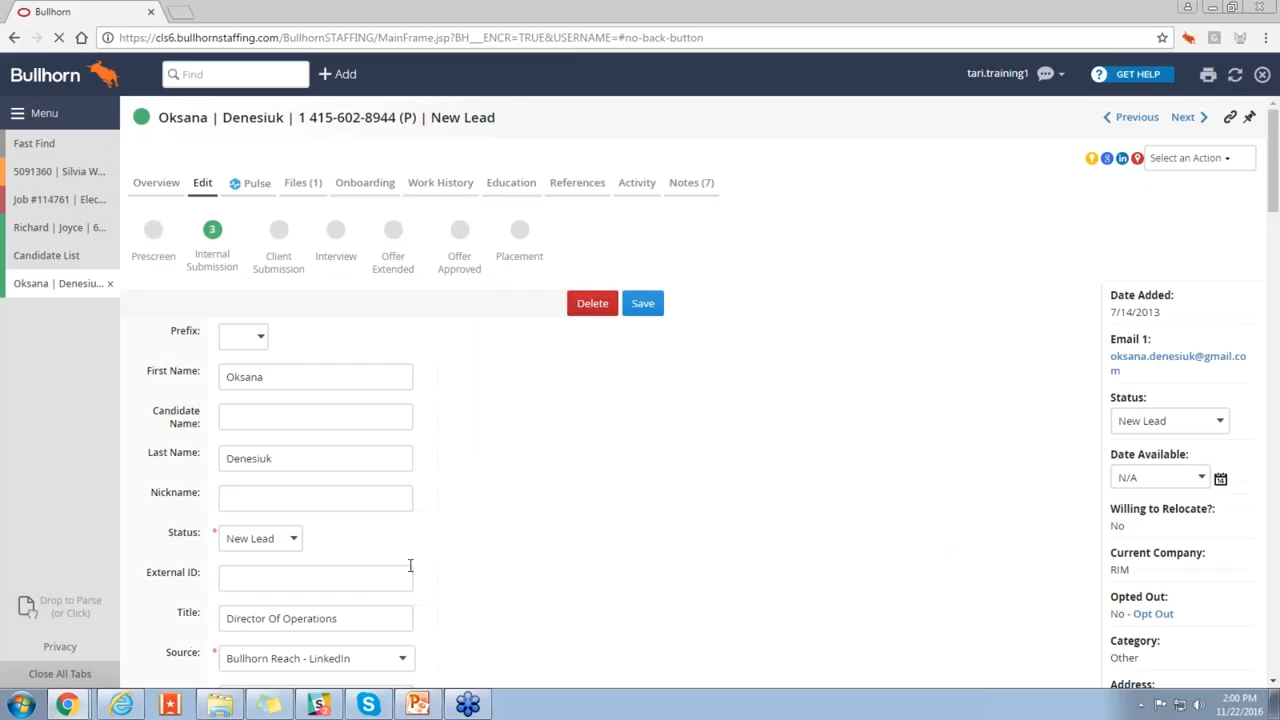 Bullhorn
https://cls6.bullhornstaffing.com/BullhornSTAFFING/MainFrame.jsp?BH___ENCR=TRUE&USERNAME=#no-back-button
Bullhorn
Find
Add
tari.training1
? GET HELP
Menu
Fast Find
5091360 | Silvia W...
Job #114761 | Elec...
Richard | Joyce | 6...
Candidate List
Oksana | Denesiu... ×
Oksana | Denesiuk | 1 415-602-8944 (P) | New Lead
Previous Next
Select an Action
Overview Edit Pulse Files (1) Onboarding Work History Education References Activity Notes (7)
3
Prescreen
Internal Submission
Client Submission
Interview
Offer Extended
Offer Approved
Placement
Delete Save
Prefix:
First Name: Oksana
Candidate Name:
Last Name: Denesiuk
Nickname:
Status: * New Lead
External ID:
Title: Director Of Operations
Source: * Bullhorn Reach - LinkedIn
Date Added:
7/14/2013
Email 1:
oksana.denesiuk@gmail.co
m
Status:
New Lead
Date Available:
N/A
Willing to Relocate?:
No
Current Company:
RIM
Opted Out:
No - Opt Out
Category:
Other
Address:
Drop to Parse
(or Click)
Privacy
Close All Tabs
2:00 PM
11/22/2016